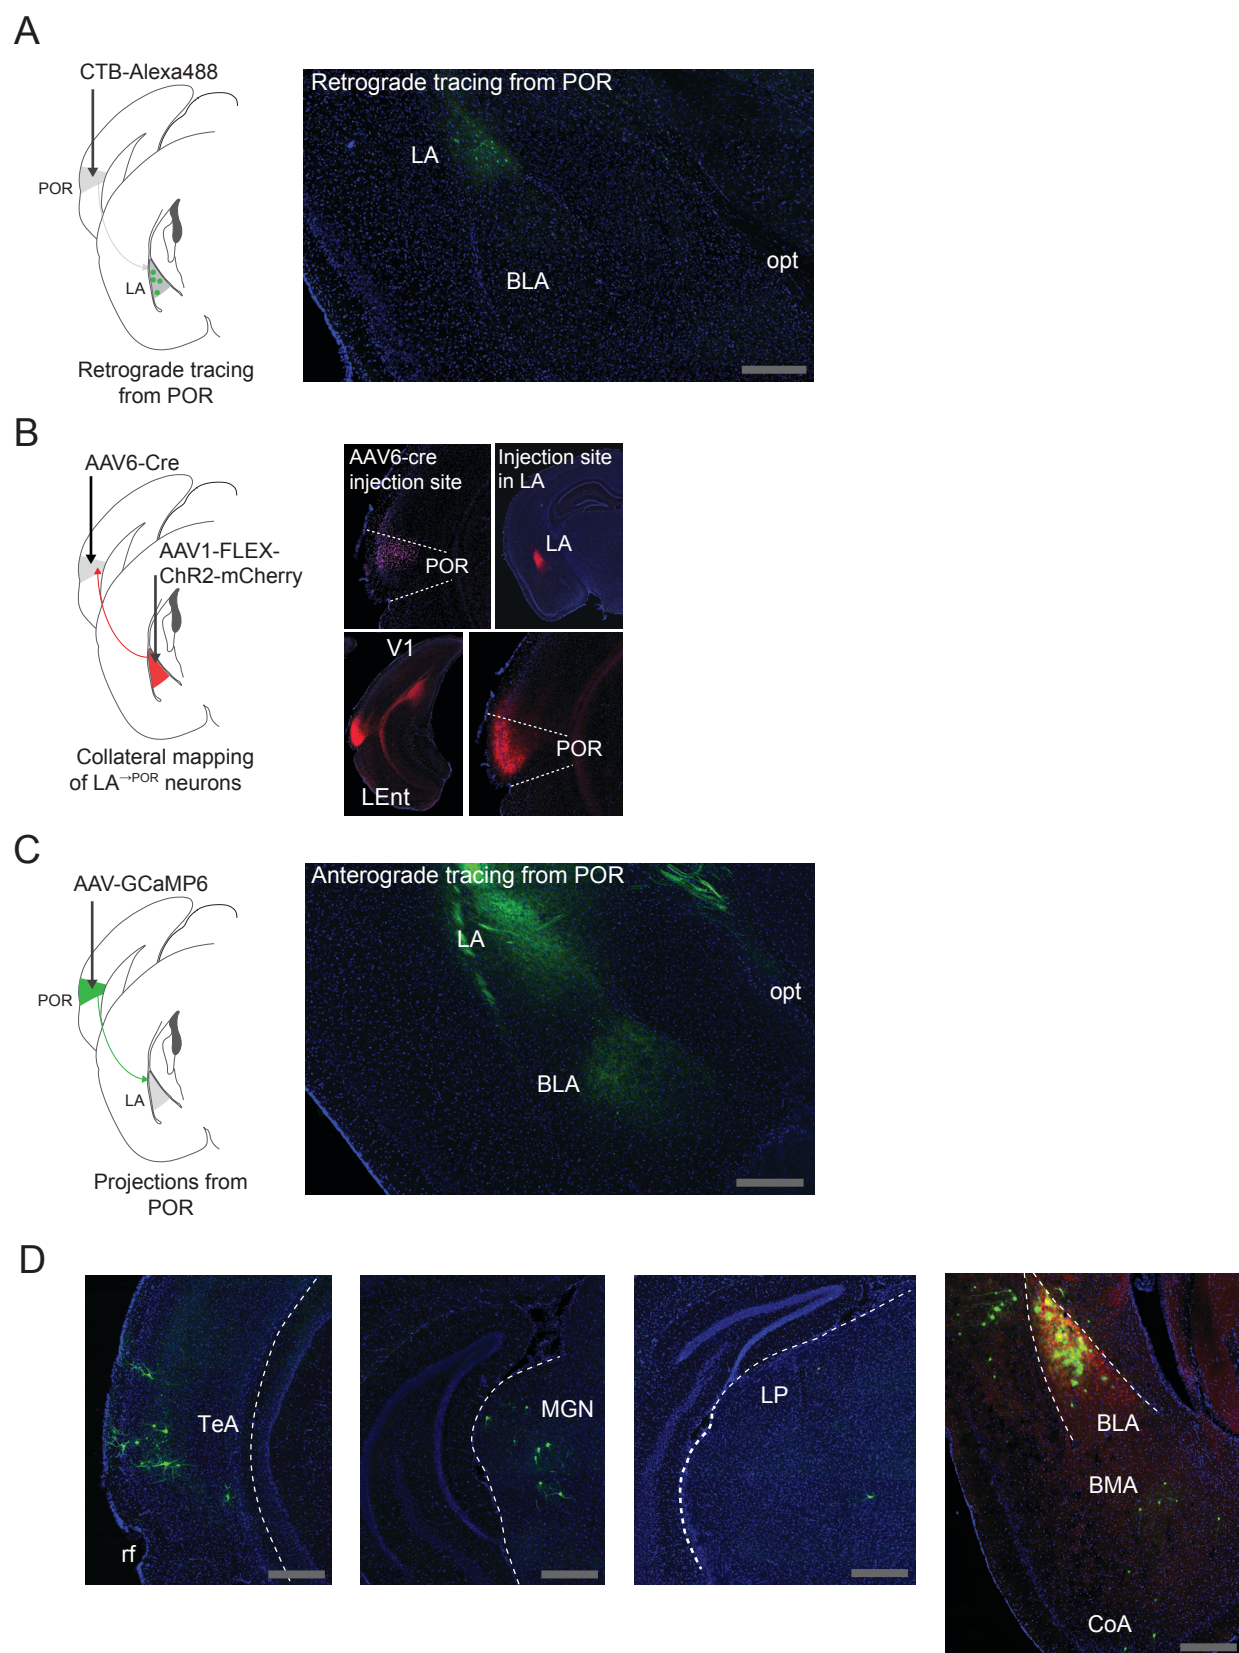 A
CTB-Alexa488
POR
LA
Retrograde tracing
from POR
Retrograde tracing from POR
LA
BLA
opt
B
AAV6-Cre
AAV1-FLEX-
ChR2-mCherry
Collateral mapping
of LA→POR neurons
AAV6-cre
injection site
POR
Injection site
in LA
LA
V1
LEnt
POR
C
AAV-GCaMP6
POR
LA
Projections from
POR
Anterograde tracing from POR
LA
BLA
opt
D
TeA
rf
MGN
LP
BLA
BMA
CoA